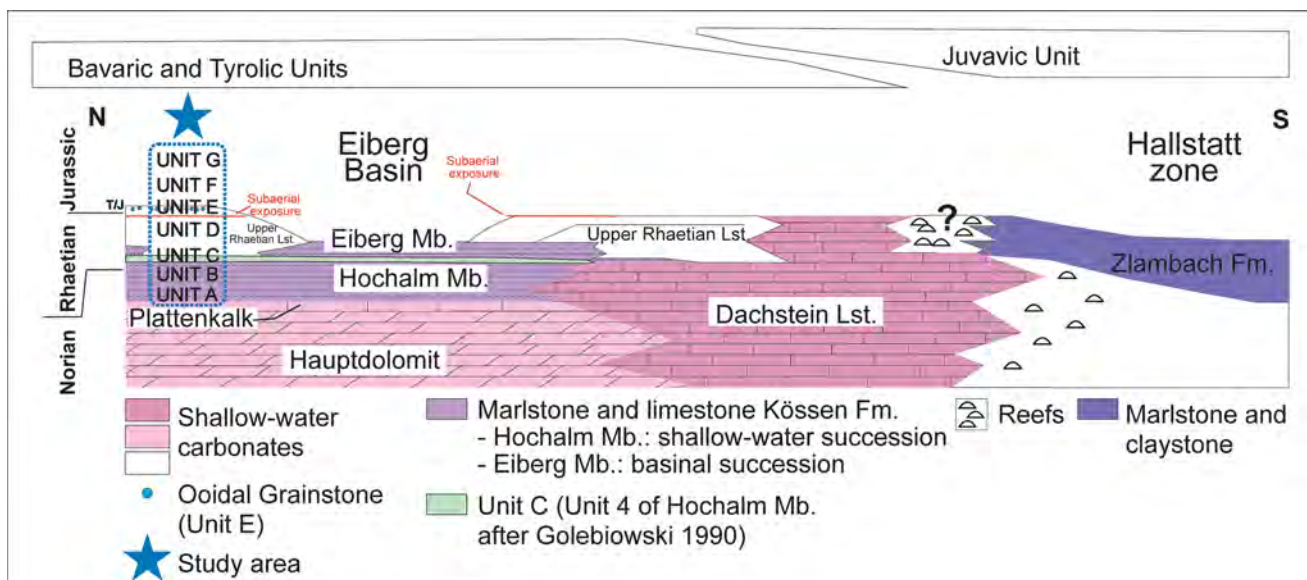 Juvavic Unit
Bavaric and Tyrolic Units
N
S
Jurassic
Rhaetian
Norian
T/J
UNIT G
UNIT F
UNIT E
UNIT D
UNIT C
UNIT B
UNIT A
Eiberg
Basin
Hallstatt
zone
Subaerial
exposure
Subaerial
exposure
Upper
Rhaetian Lst.
Eiberg Mb.
Upper Rhaetian Lst.
?
Zlambach Fm.
Hochalm Mb.
Plattenkalk
Dachstein Lst.
Hauptdolomit
Shallow-water
carbonates
Ooidal Grainstone
(Unit E)
Study area
Marlstone and limestone Kössen Fm.
- Hochalm Mb.: shallow-water succession
- Eiberg Mb.: basinal succession
Unit C (Unit 4 of Hochalm Mb.
after Golebiowski 1990)
Reefs
Marlstone and
claystone